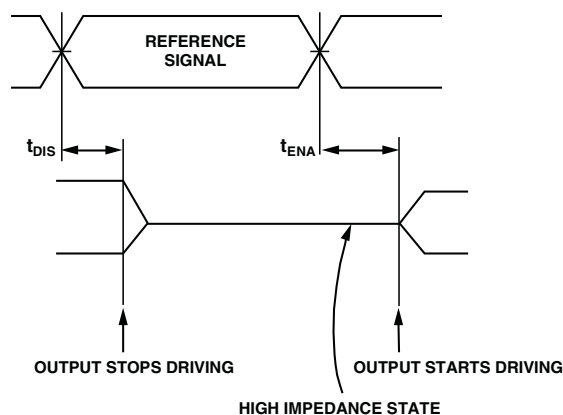 REFERENCE
SIGNAL
tDIS
tENA
OUTPUT STOPS DRIVING
OUTPUT STARTS DRIVING
HIGH IMPEDANCE STATE